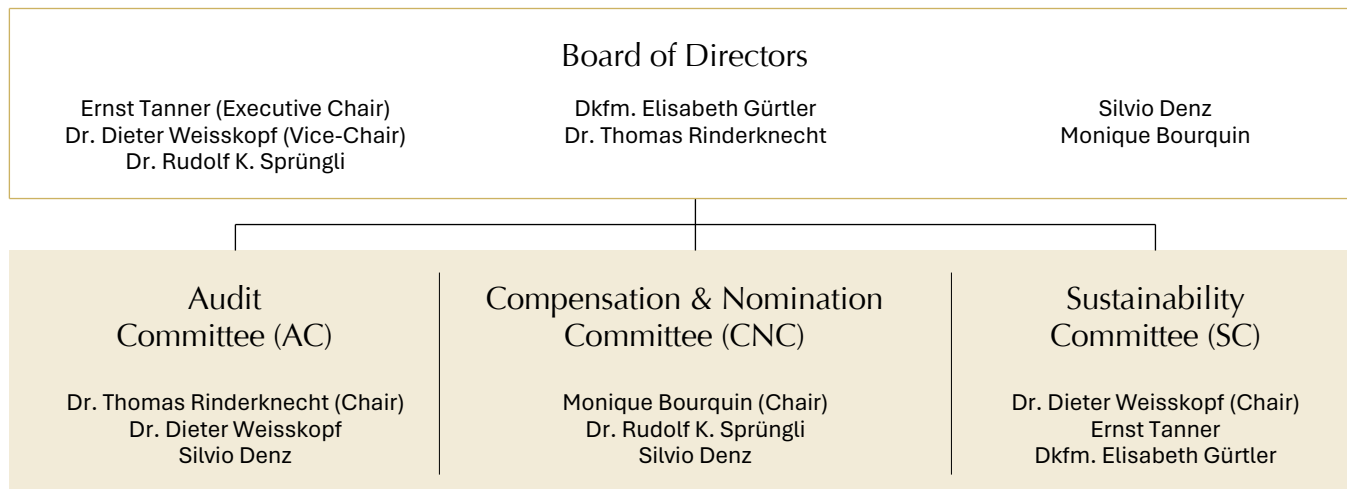 Board of Directors
Ernst Tanner (Executive Chair)
Dr. Dieter Weisskopf (Vice-Chair)
Dr. Rudolf K. Sprüngli
Dkfm. Elisabeth Gürtler
Dr. Thomas Rinderknecht
Silvio Denz
Monique Bourquin
Audit
Committee (AC)
Dr. Thomas Rinderknecht (Chair)
Dr. Dieter Weisskopf
Silvio Denz
Compensation & Nomination
Committee (CNC)
Monique Bourquin (Chair)
Dr. Rudolf K. Sprüngli
Silvio Denz
Sustainability
Committee (SC)
Dr. Dieter Weisskopf (Chair)
Ernst Tanner
Dkfm. Elisabeth Gürtler